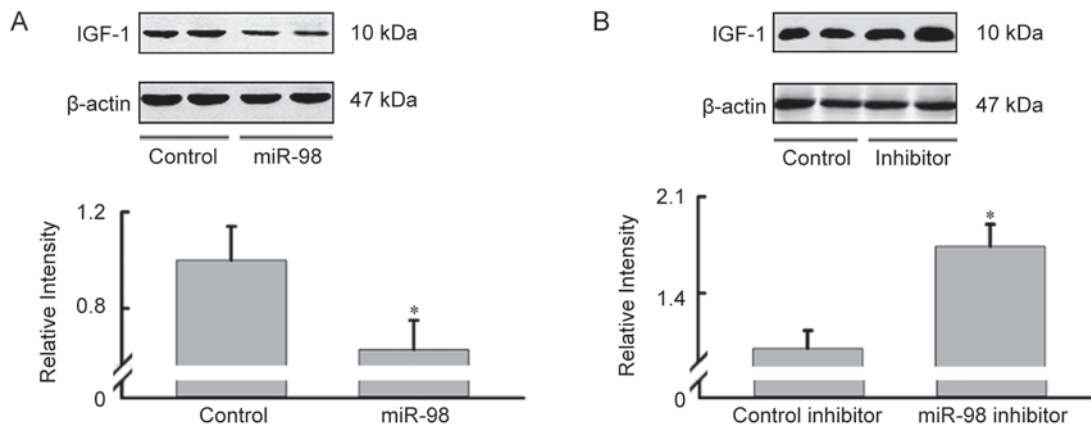 A
IGF-1
10 kDa
β-actin
47 kDa
Control
miR-98
Relative Intensity
1.2
0.8
0
*
Control
miR-98
B
IGF-1
10 kDa
β-actin
47 kDa
Control
Inhibitor
Relative Intensity
2.1
1.4
0
*
Control inhibitor
miR-98 inhibitor